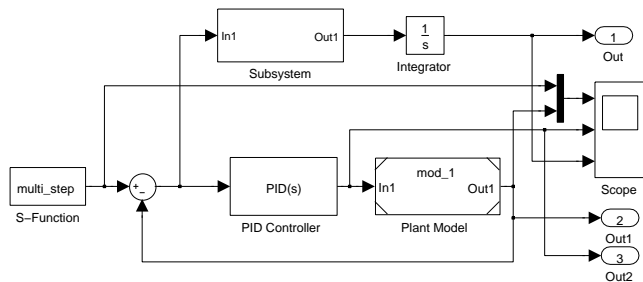 In1
Out1
Subsystem
1
s
Integrator
1
Out
multi_step
S−Function
+
−
PID(s)
PID Controller
mod_1
In1
Out1
Plant Model
Scope
2
Out1
3
Out2